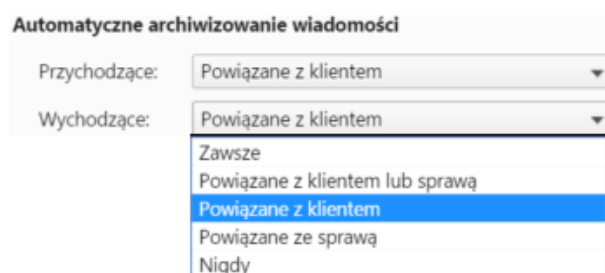 Automatyczne archiwizowanie wiadomości
Przychodzące: Powiązane z klientem
Wychodzące: Powiązane z klientem
Zawsze
Powiązane z klientem lub sprawą
Powiązane z klientem
Powiązane ze sprawą
Nigdy